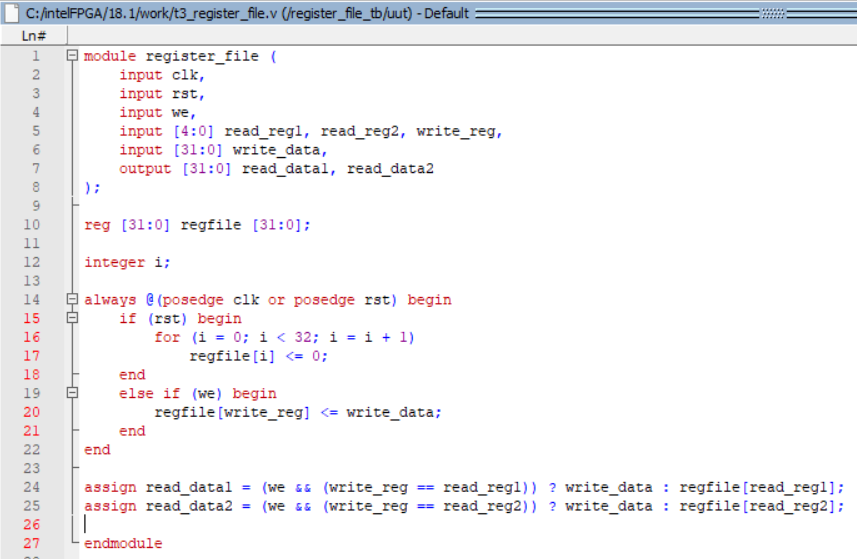 C:/intelFPGA/18.1/work/t3_register_file.v (/register_file_tb/uut) - Default
Ln#
1 module register_file (
2     input clk,
3     input rst,
4     input we,
5     input [4:0] read_reg1, read_reg2, write_reg,
6     input [31:0] write_data,
7     output [31:0] read_data1, read_data2
8 );
9
10 reg [31:0] regfile [31:0];
11
12 integer i;
13
14 always @(posedge clk or posedge rst) begin
15     if (rst) begin
16         for (i = 0; i < 32; i = i + 1)
17             regfile[i] <= 0;
18     end
19     else if (we) begin
20         regfile[write_reg] <= write_data;
21     end
22 end
23
24 assign read_data1 = (we && (write_reg == read_reg1)) ? write_data : regfile[read_reg1];
25 assign read_data2 = (we && (write_reg == read_reg2)) ? write_data : regfile[read_reg2];
26
27 endmodule